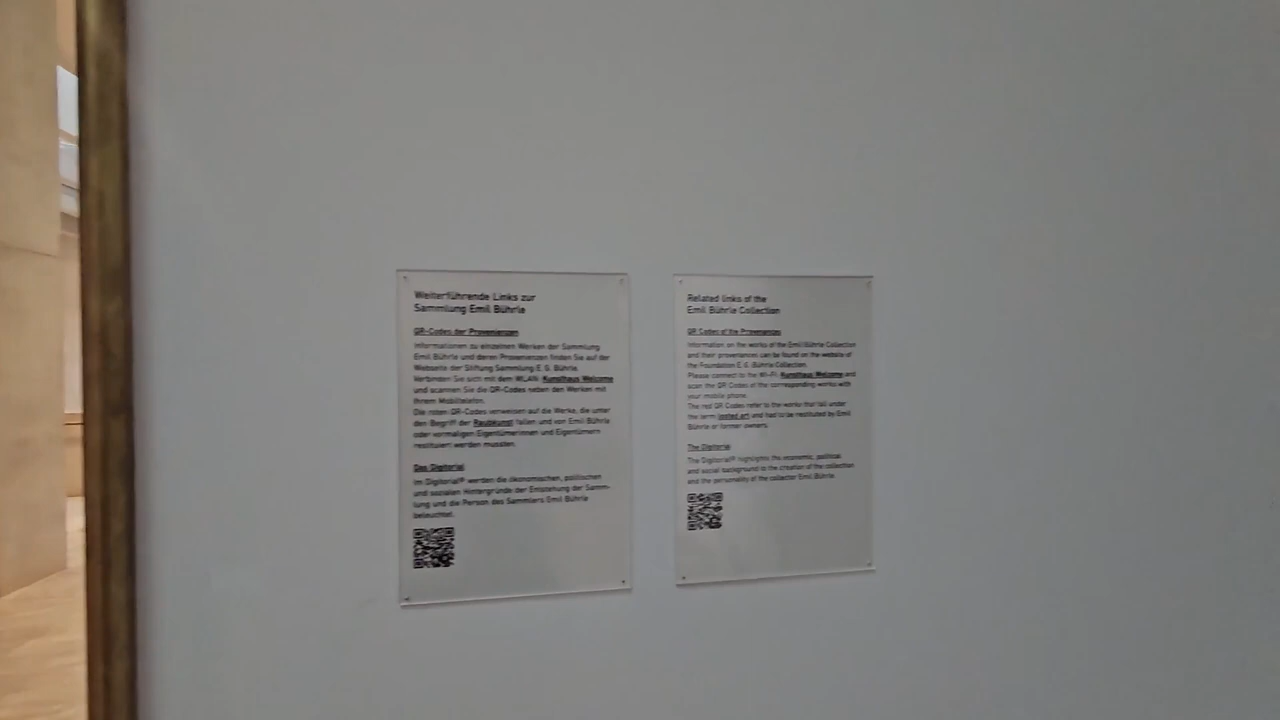 Weiterführende Links zur
Sammlung Emil Bührle
QR-Codes der Provenienzen
Informationen zu einzelnen Werken der Sammlung
Emil Bührle und deren Provenienzen finden Sie auf der
Webseite der Stiftung Sammlung E. G. Bührle.
Verbinden Sie sich mit dem WLAN: Kunsthaus Welcome
und scannen Sie die QR-Codes neben den Werken mit
Ihrem Mobiltelefon.
Die roten QR-Codes verweisen auf die Werke, die unter
den Begriff der Raubkunst fallen und von Emil Bührle
oder vormaligen Eigentümerinnen und Eigentümern
restituiert werden mussten.
Das Digitorial
Im Digitorial® werden die ökonomischen, politischen
und sozialen Hintergründe der Entstehung der Samm-
lung und die Person des Sammlers Emil Bührle
beleuchtet.
Related links of the
Emil Bührle Collection
QR Codes of the Provenances
Information on the works of the Emil Bührle Collection
and their provenances can be found on the website of
the Foundation E. G. Bührle Collection.
Please connect to the Wi-Fi: Kunsthaus Welcome and
scan the QR Codes of the corresponding works with
your mobile phone.
The red QR Codes refer to the works that fall under
the term looted art and had to be restituted by Emil
Bührle or former owners.
The Digitorial
The Digitorial® highlights the economic, political
and social background to the creation of the collection
and the personality of the collector Emil Bührle.